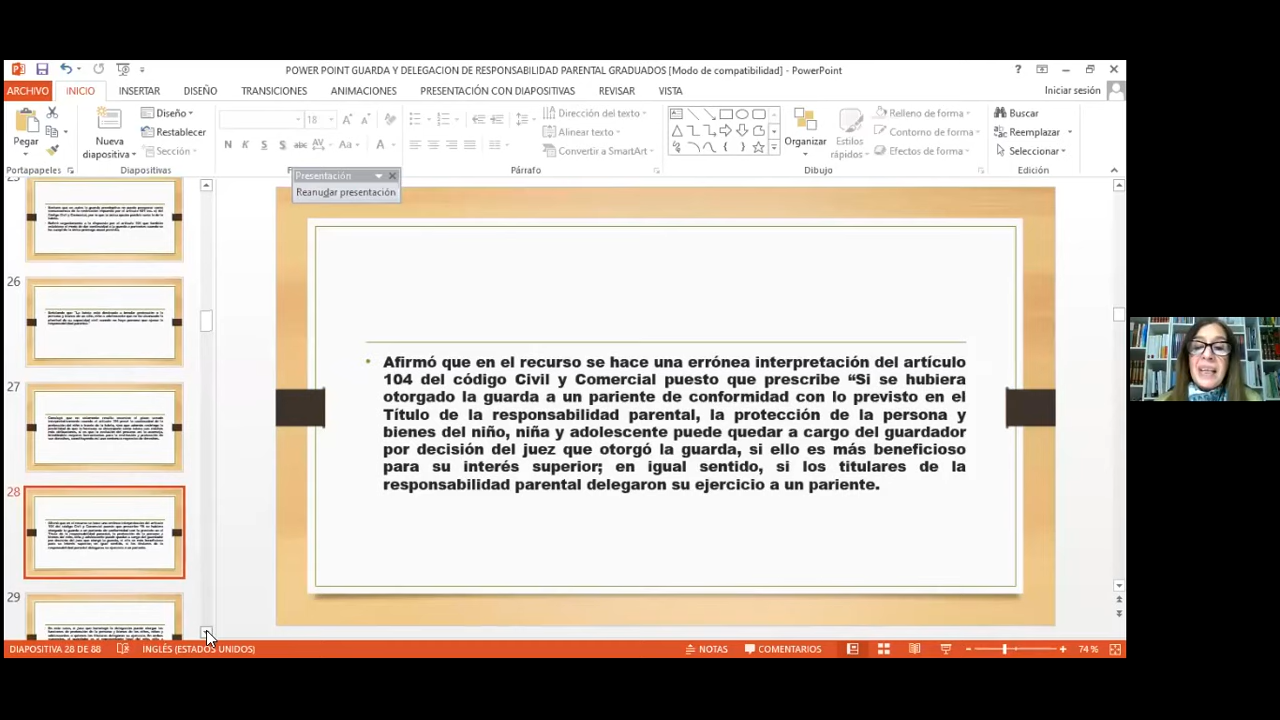 POWER POINT GUARDA Y DELEGACION DE RESPONSABILIDAD PARENTAL GRADUADOS [Modo de compatibilidad] - PowerPoint
ARCHIVO INICIO INSERTAR DISEÑO TRANSICIONES ANIMACIONES PRESENTACIÓN CON DIAPOSITIVAS REVISAR VISTA Iniciar sesión
Pegar
Nueva diapositiva
Diseño
Restablecer
Sección
18
N K S S abc AV Aa A
Dirección del texto
Alinear texto
Convertir a SmartArt
Organizar
Estilos rápidos
Relleno de forma
Contorno de forma
Efectos de forma
Buscar
Reemplazar
Seleccionar
Portapapeles Diapositivas Párrafo Dibujo Edición
Presentación
Reanudar presentación
26
27
28
29
Afirmó que en el recurso se hace una errónea interpretación del artículo
104 del código Civil y Comercial puesto que prescribe “Si se hubiera
otorgado la guarda a un pariente de conformidad con lo previsto en el
Título de la responsabilidad parental, la protección de la persona y
bienes del niño, niña y adolescente puede quedar a cargo del guardador
por decisión del juez que otorgó la guarda, si ello es más beneficioso
para su interés superior; en igual sentido, si los titulares de la
responsabilidad parental delegaron su ejercicio a un pariente.
DIAPOSITIVA 28 DE 88 INGLÉS (ESTADOS UNIDOS) NOTAS COMENTARIOS 74 %